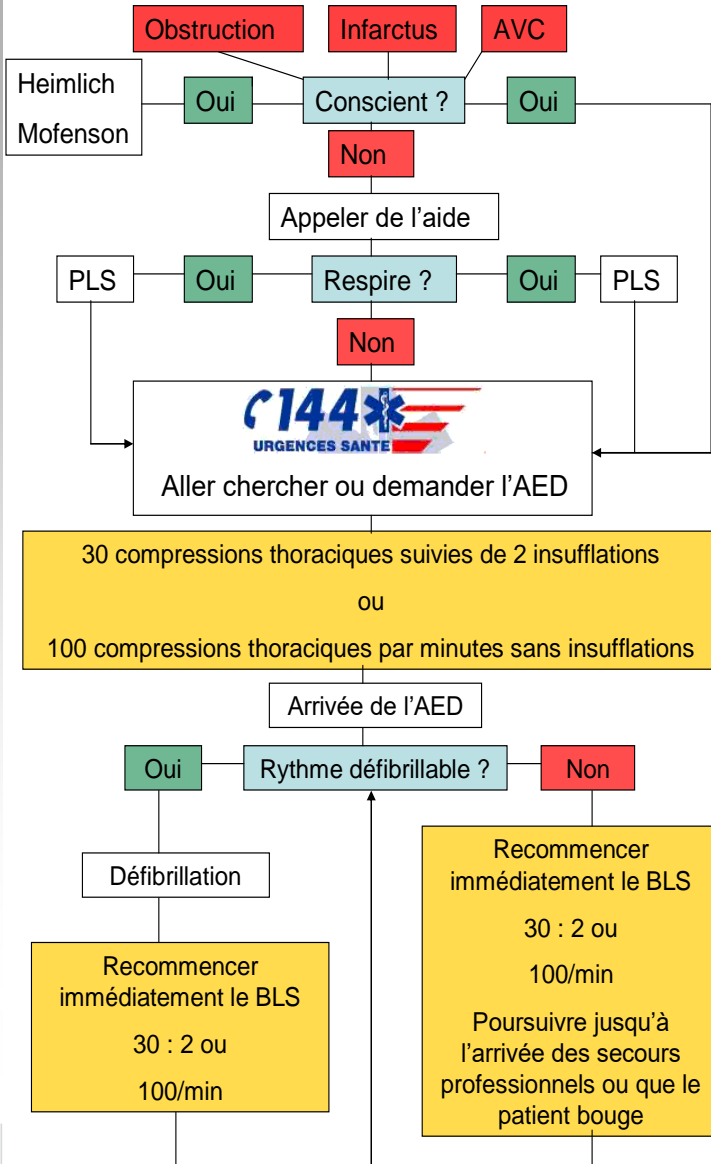 Obstruction
Infarctus
AVC
Heimlich
Mofenson
Oui
Conscient ?
Oui
Non
Appeler de l'aide
PLS
Oui
Respire ?
Oui
PLS
Non
144
URGENCES SANTE
Aller chercher ou demander l'AED
30 compressions thoraciques suivies de 2 insufflations
ou
100 compressions thoraciques par minutes sans insufflations
Arrivée de l'AED
Oui
Rythme défibrillable ?
Non
Défibrillation
Recommencer
immédiatement le BLS
30 : 2 ou
100/min
Recommencer
immédiatement le BLS
30 : 2 ou
100/min
Poursuivre jusqu'à
l'arrivée des secours
professionnels ou que le
patient bouge